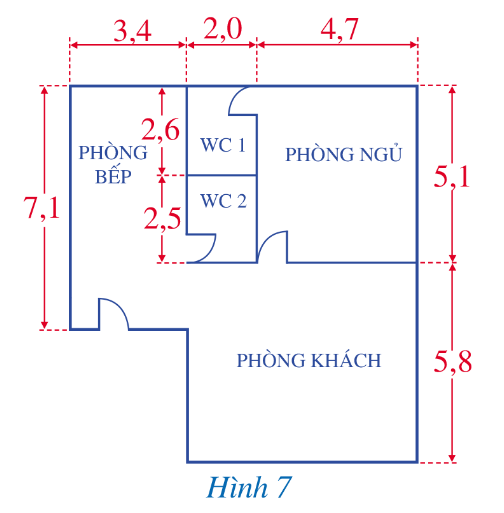 3,4
2,0
4,7
2,6
WC 1
PHÒNG
BẾP
PHÒNG NGỦ
5,1
7,1
2,5
WC 2
PHÒNG KHÁCH
5,8
Hình 7